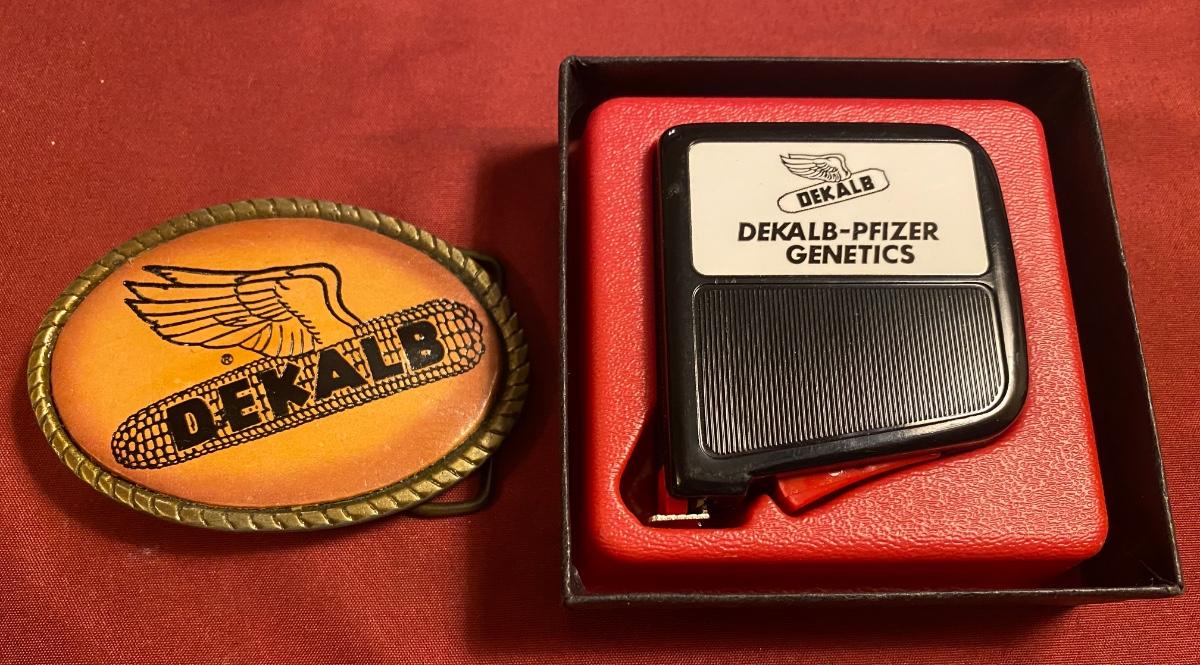 ®
DEKALB
DEKALB
DEKALB-PFIZER
GENETICS